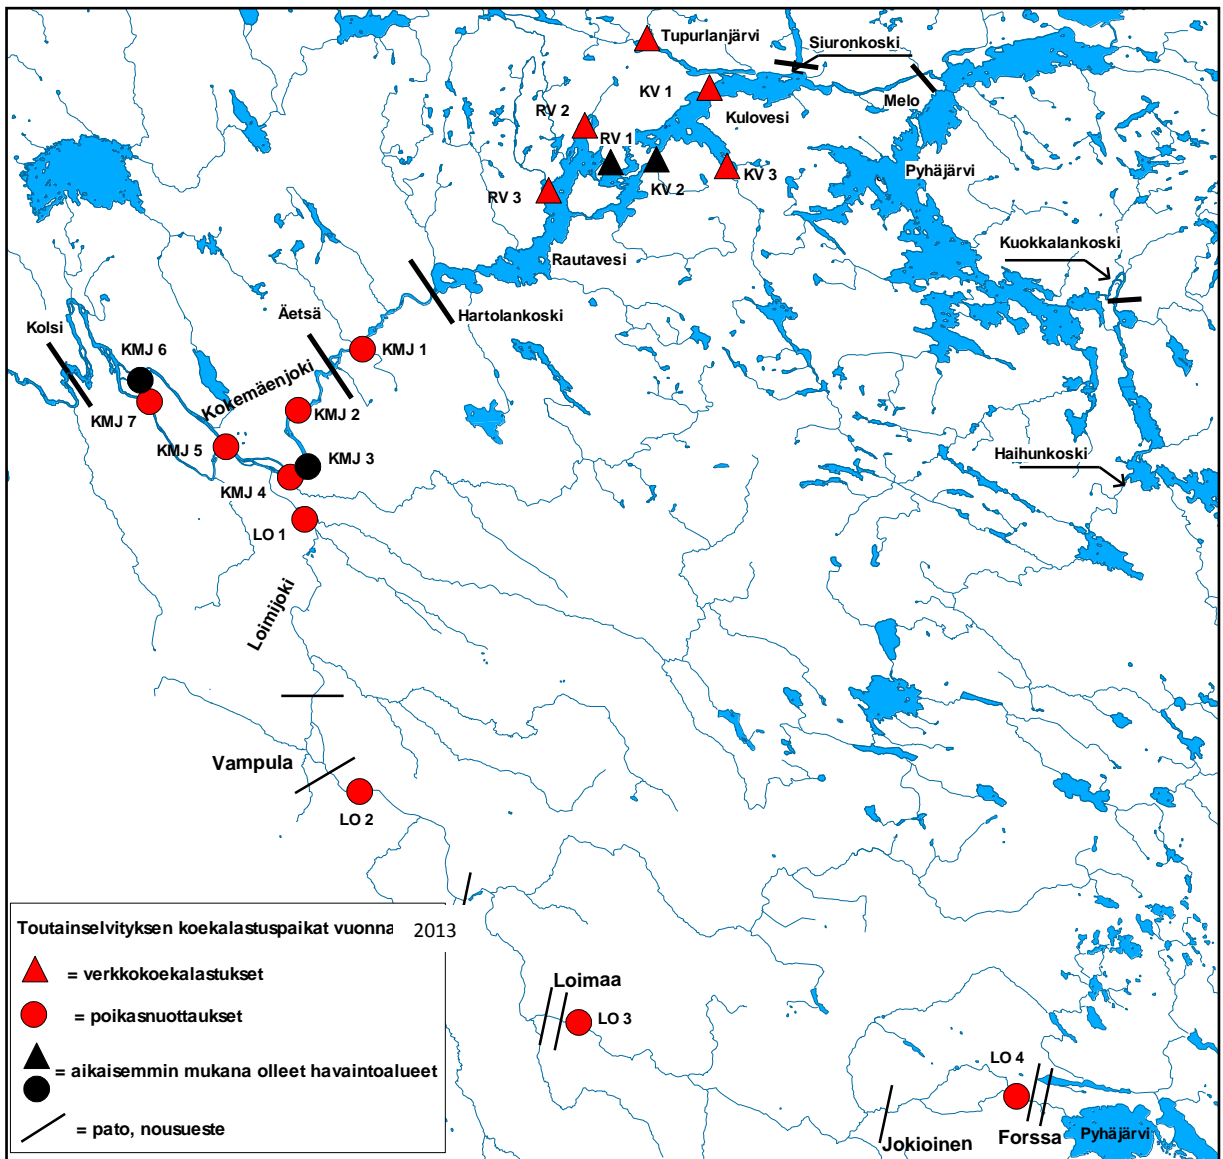 Tupurlanjärvi
Siuronkoski
KV 1
Melo
RV 2
Kulovesi
RV 1
KV 2
KV 3
Pyhäjärvi
RV 3
Kuokkalankoski
Rautavesi
Äetsä
Hartolankoski
Kolsi
KMJ 6
KMJ 1
Kokemäenjoki
KMJ 7
KMJ 2
KMJ 5
KMJ 3
Haihunkoski
KMJ 4
LO 1
Loimijoki
Vampula
LO 2
Toutainselvityksen koekalastuspaikat vuonna 2013
= verkkokoekalastukset
= poikasnuottaukset
= aikaisemmin mukana olleet havaintoalueet
= pato, nousueste
Loimaa
LO 3
LO 4
Jokioinen
Forssa
Pyhäjärvi